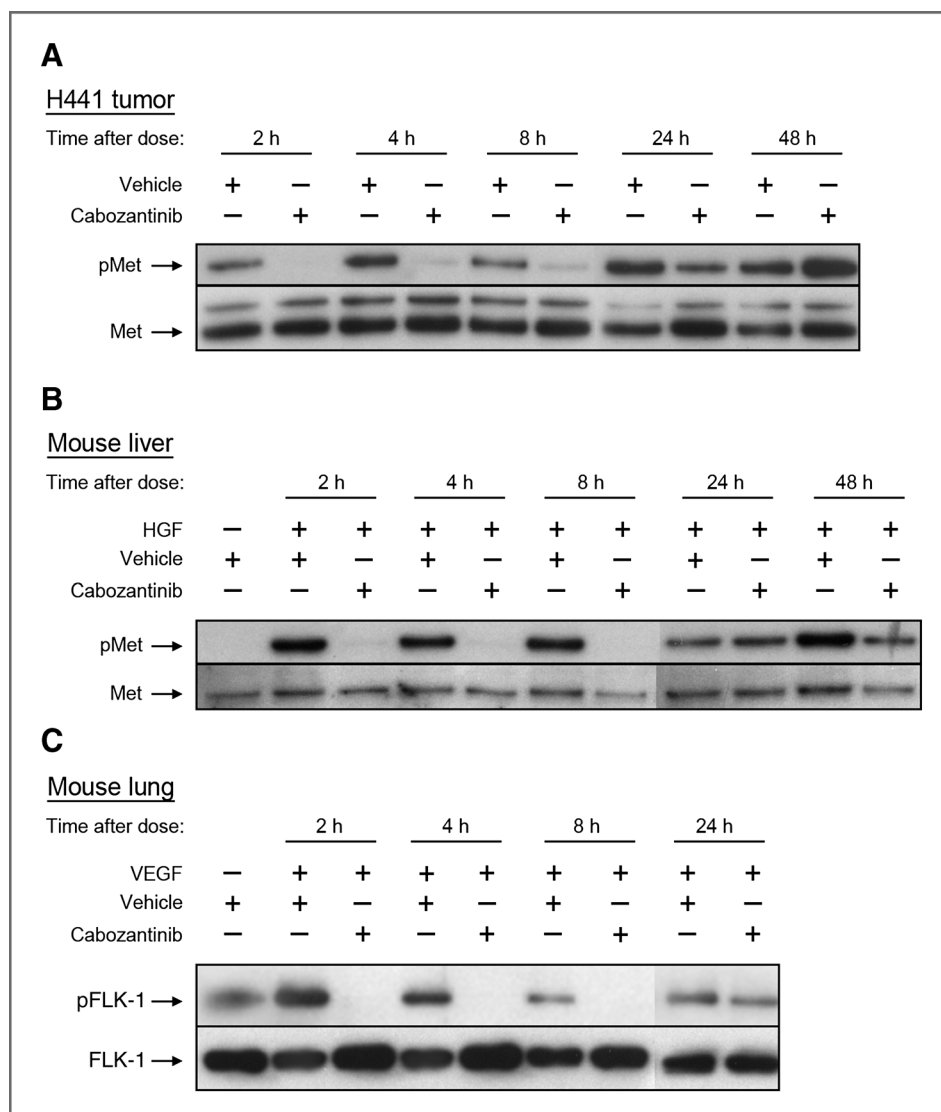 A
H441 tumor
Time after dose: 2 h 4 h 8 h 24 h 48 h
Vehicle + − + − + − + − + −
Cabozantinib − + − + − + − + − +
pMet →
Met →
B
Mouse liver
Time after dose: 2 h 4 h 8 h 24 h 48 h
HGF − + + + + + + + + + +
Vehicle + + − + − + − + − + −
Cabozantinib − − + − + − + − + − +
pMet →
Met →
C
Mouse lung
Time after dose: 2 h 4 h 8 h 24 h
VEGF − + + + + + + + +
Vehicle + + − + − + − + −
Cabozantinib − − + − + − + − +
pFLK-1 →
FLK-1 →